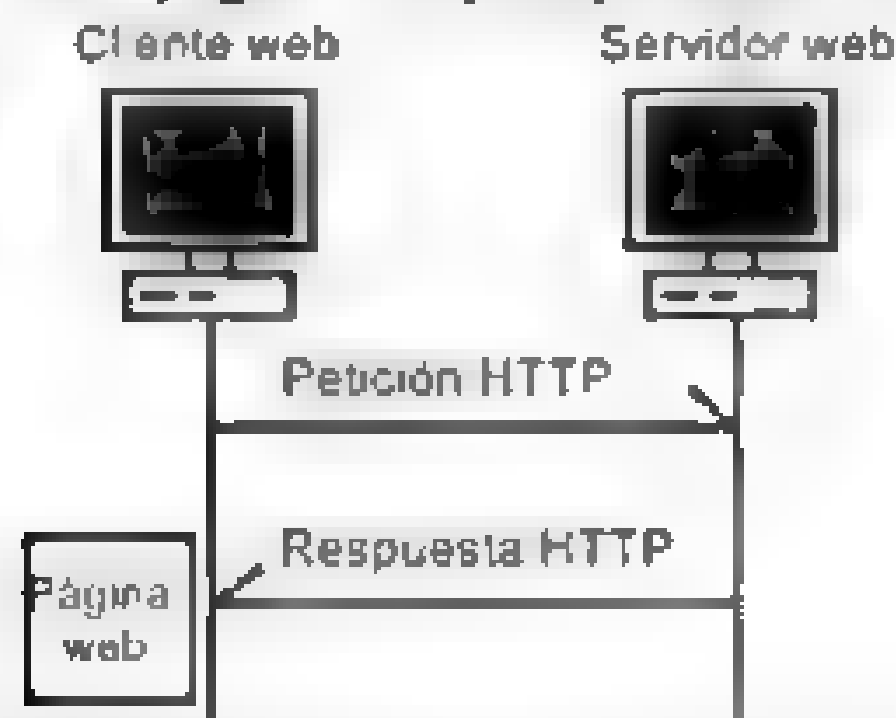 Cliente web
Servidor web
Petición HTTP
Respuesta HTTP
Página
web